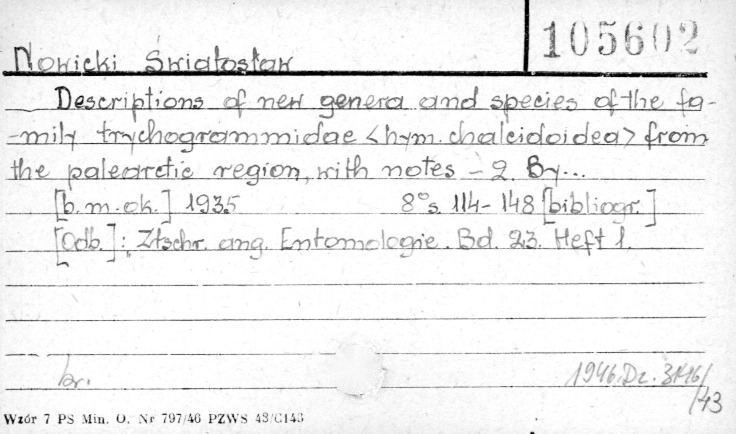 105602
Nowicki Światosław
Descriptions of new genera and species of the fa-
-mily trychogrammidae <hym. chalcidoidea> from
the palearctic region, with notes - 2. By...
[b.m.ok.] 1935 8° s. 114-148 [bibliogr.]
[Odb.]: Ztschr. ang. Entomologie. Bd. 23. Heft 1.
br.
1946.Dz.
/43
Wzór 7 PS Min. O. Nr 797/46 PZWS 43/C143